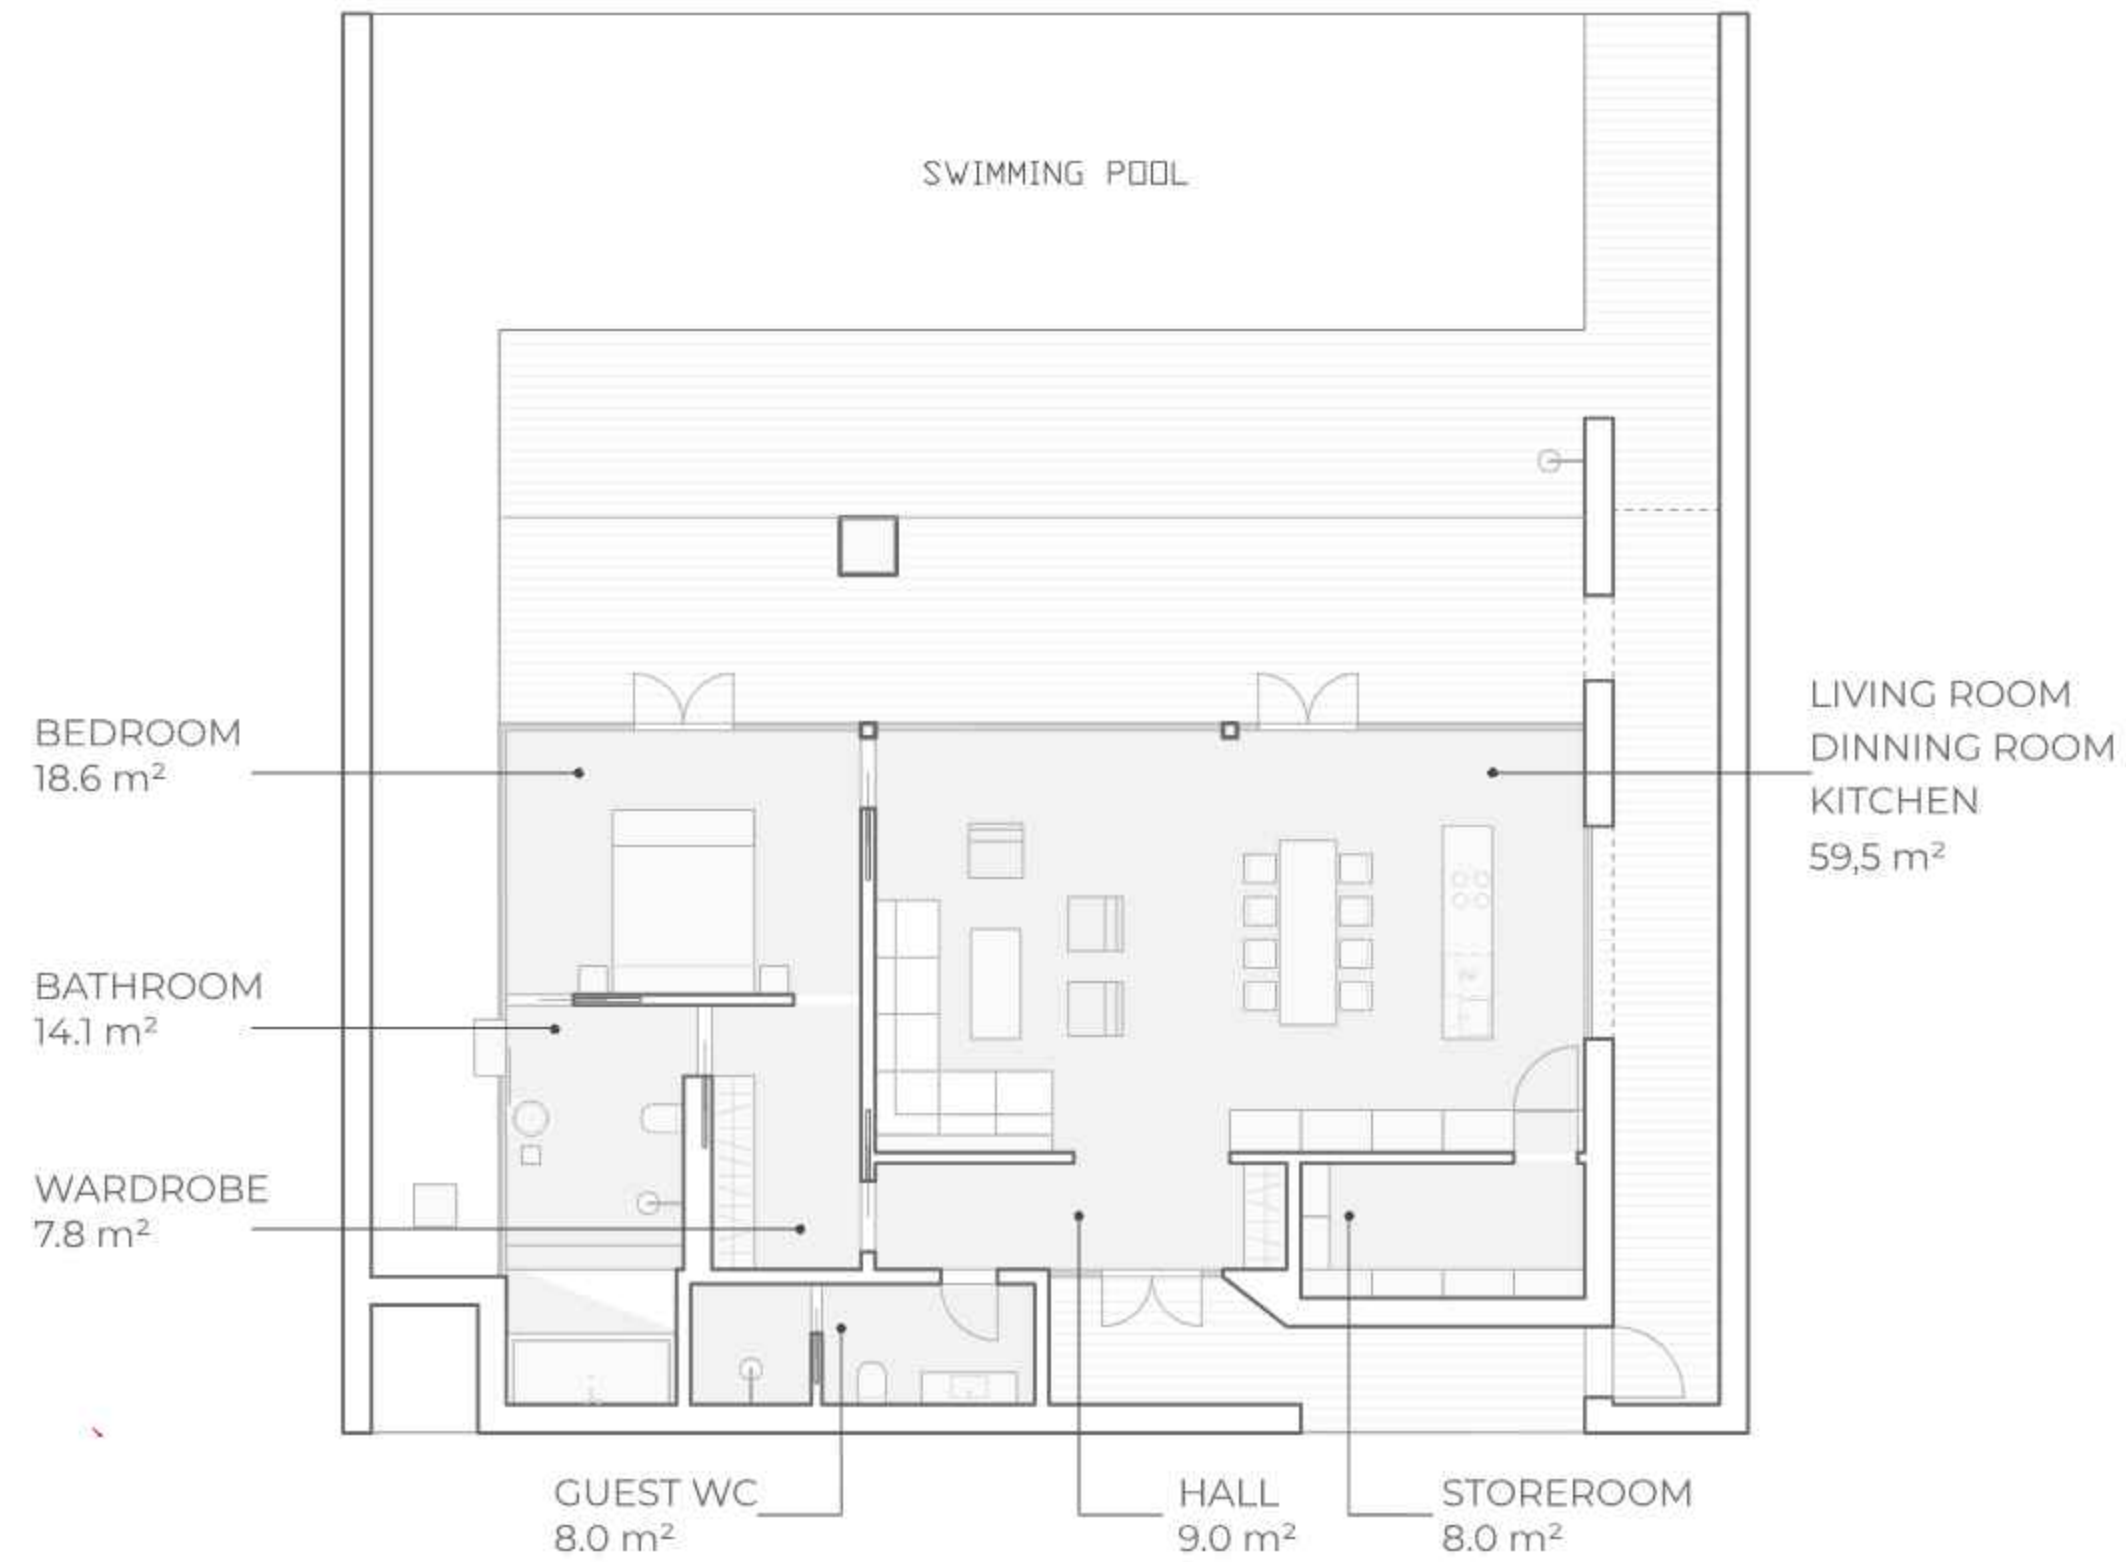 SWIMMING POOL
BEDROOM
18.6 m²
LIVING ROOM
DINNING ROOM
KITCHEN
59,5 m²
BATHROOM
14.1 m²
WARDROBE
7.8 m²
GUEST WC
8.0 m²
HALL
9.0 m²
STOREROOM
8.0 m²